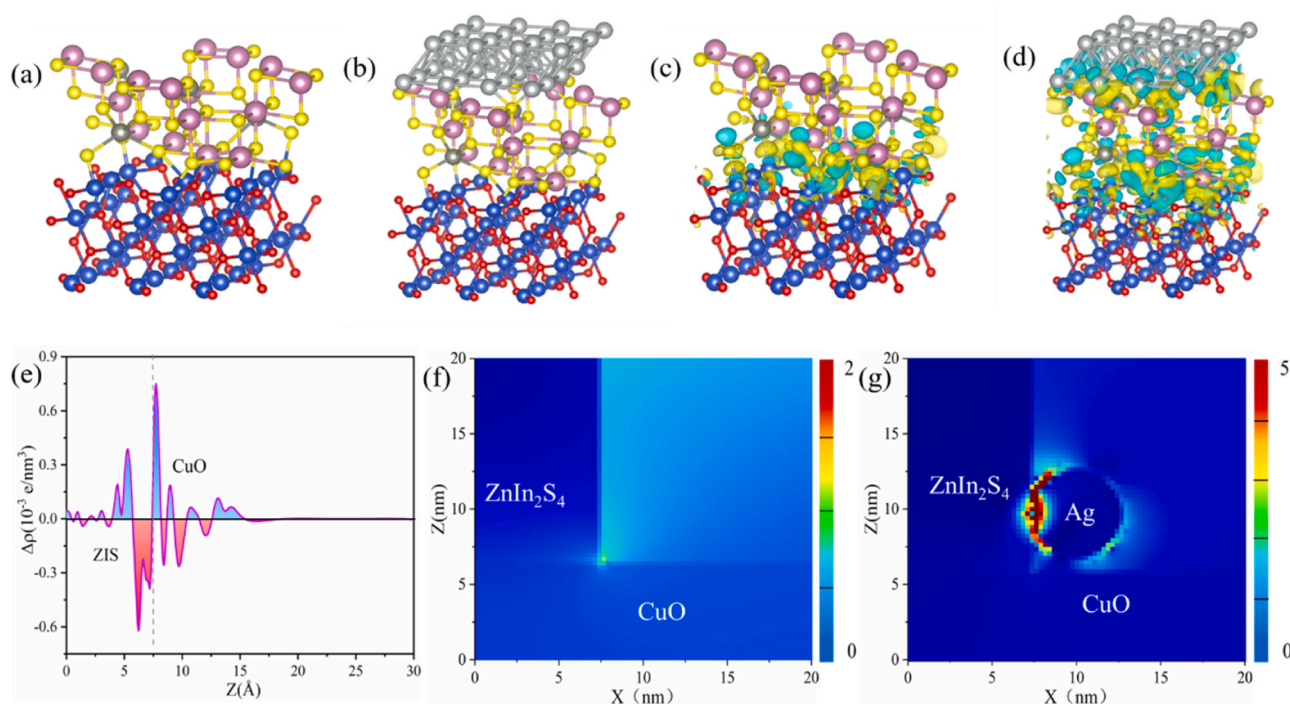 (a)
(b)
(c)
(d)
(e)
0.9
0.6
0.3
0.0
-0.3
-0.6
Δρ(10⁻³ e/nm³)
CuO
ZIS
0 5 10 15 20 25 30
Z(Å)
(f)
20
15
10
5
0
Z(nm)
ZnIn₂S₄
CuO
0 5 10 15 20
X（nm）
2
0
(g)
20
15
10
5
0
Z(nm)
ZnIn₂S₄
Ag
CuO
0 5 10 15 20
X（nm）
5
0